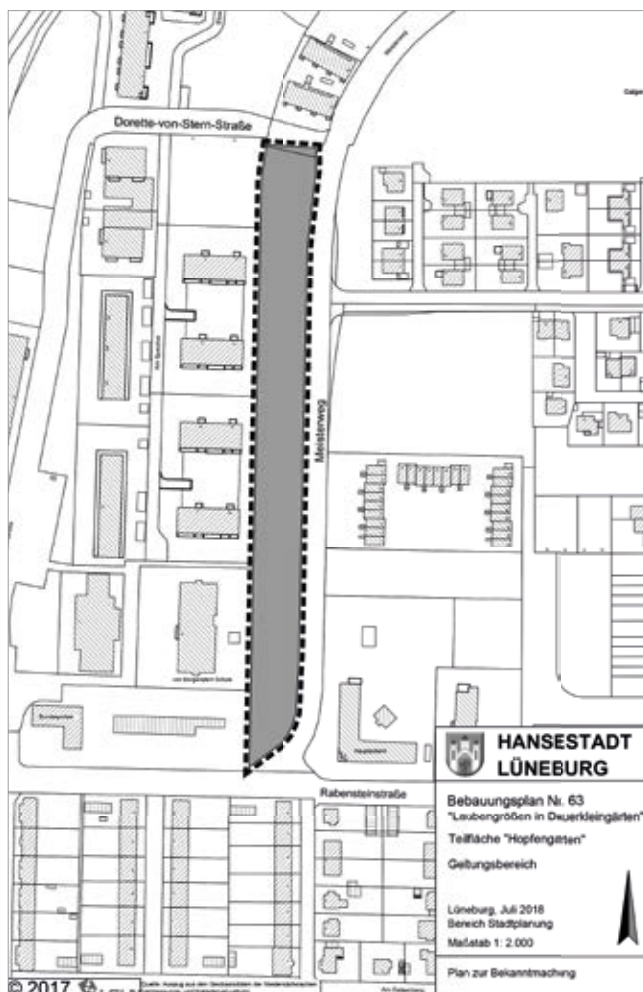 Dorette-von-Stern-Straße
Meisterweg
Rabensteinstraße
HANSESTADT
LÜNEBURG
Bebauungsplan Nr. 63
"Laubengrößen in Dauerkleingärten"
Teilfläche "Hopfengärten"
Geltungsbereich
Lüneburg, Juli 2018
Bereich Stadtplanung
Maßstab 1: 2.000
Plan zur Bekanntmachung
© 2017